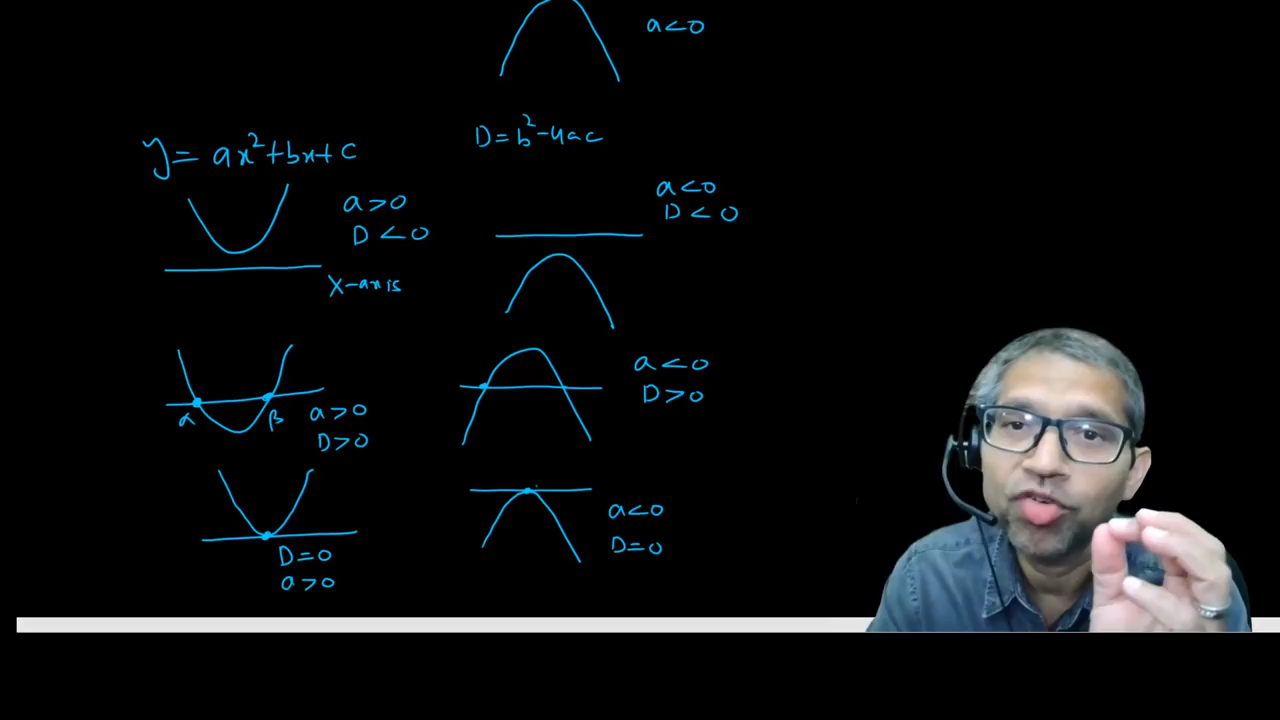 a<0
D=b²-4ac
y=ax²+bx+c
a>0
D<0
X-axis
a<0
D<0
α
β
a>0
D>0
a<0
D>0
D=0
a>0
a<0
D=0